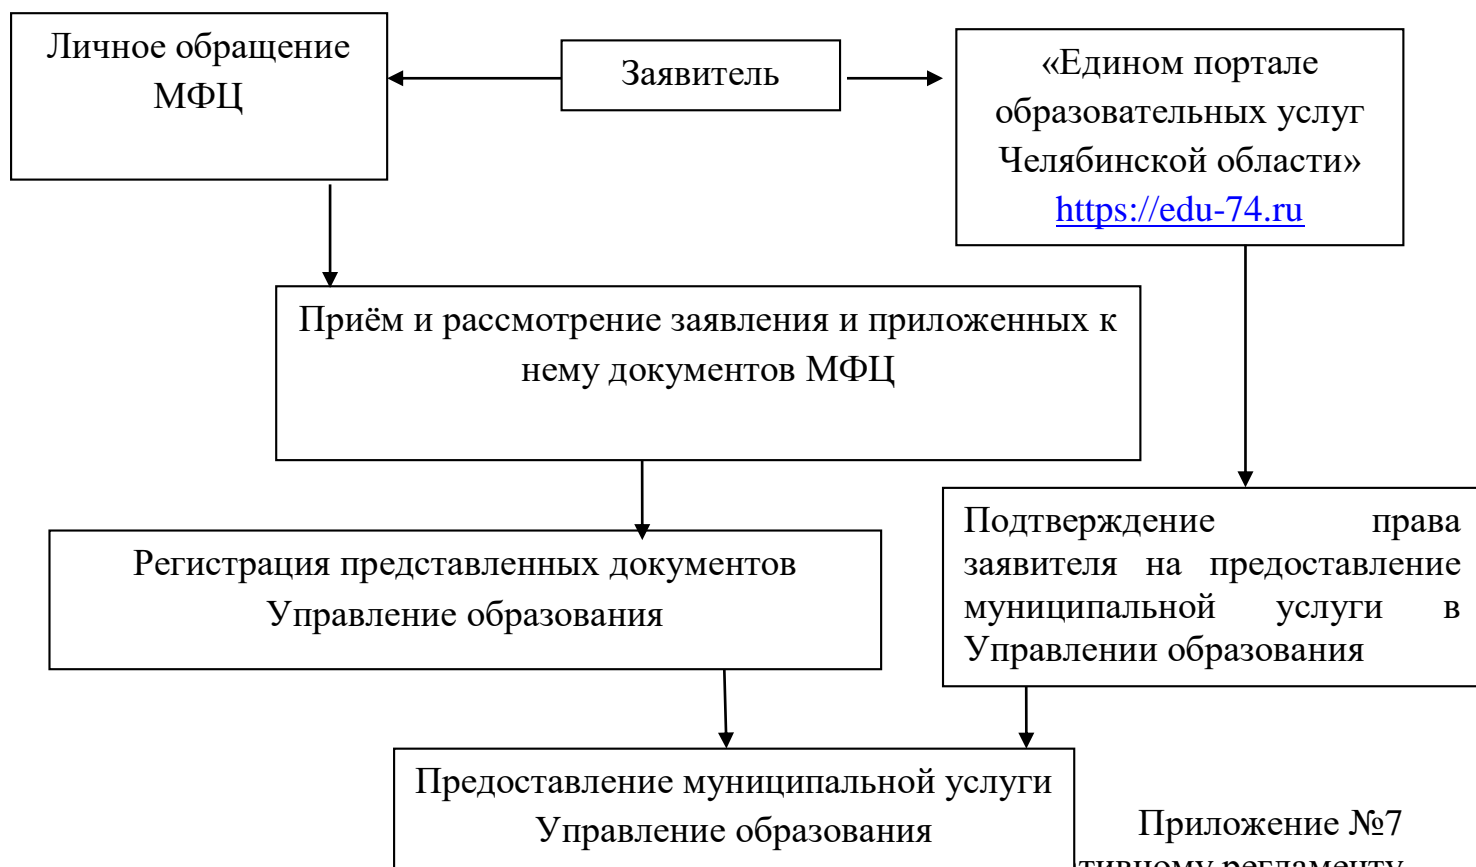 Личное обращение
МФЦ
Заявитель
«Едином портале
образовательных услуг
Челябинской области»
https://edu-74.ru
Приём и рассмотрение заявления и приложенных к
нему документов МФЦ
Регистрация представленных документов
Управление образования
Подтверждение права
заявителя на предоставление
муниципальной услуги в
Управлении образования
Предоставление муниципальной услуги
Управление образования
Приложение №7
тивному регламенту